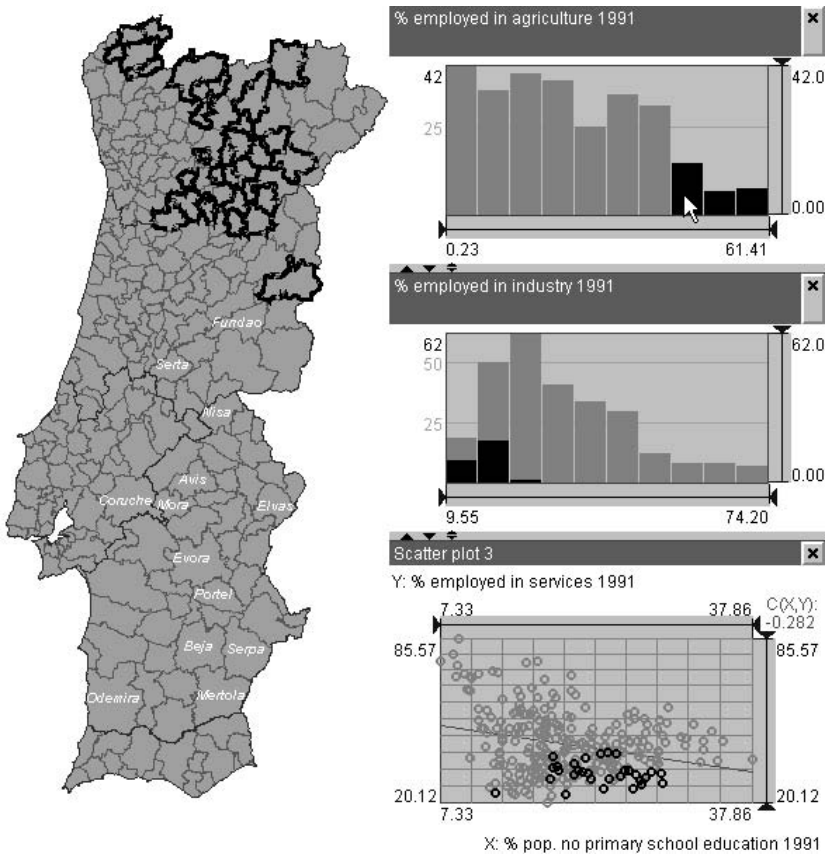 Fundao
Serta
Nisa
Avis
Coruche
Mora
Elvas
Evora
Portel
Beja
Serpa
Odemira
Mertola
% employed in agriculture 1991
42
42.0
25
0.00
0.23
61.41
% employed in industry 1991
62
62.0
50
25
0.00
9.55
74.20
Scatter plot 3
Y: % employed in services 1991
7.33
37.86
C(X,Y):
-0.282
85.57
85.57
20.12
20.12
7.33
37.86
X: % pop. no primary school education 1991